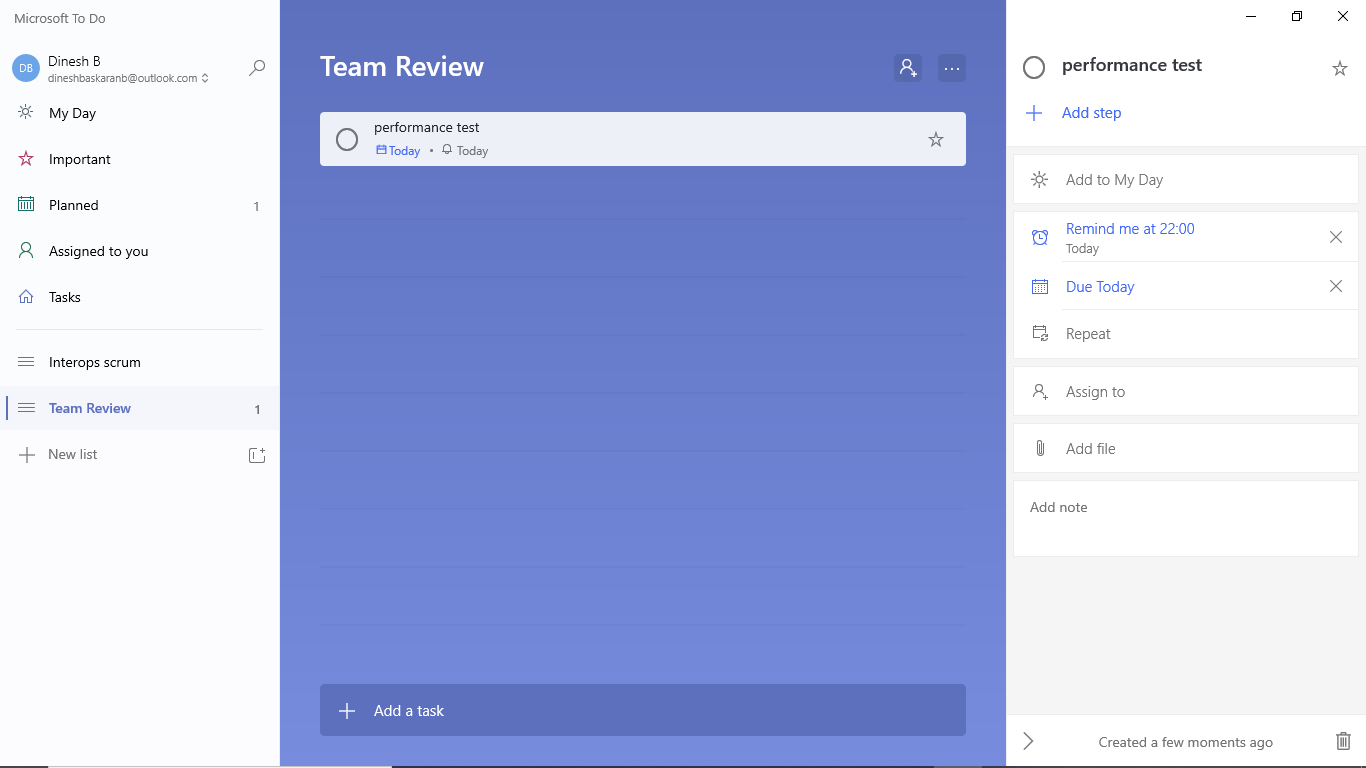 Microsoft To Do
DB
Dinesh B
dineshbaskaranb@outlook.com
My Day
Important
Planned
1
Assigned to you
Tasks
Interops scrum
Team Review
1
New list
Team Review
performance test
Today • Today
Add a task
performance test
Add step
Add to My Day
Remind me at 22:00
Today
Due Today
Repeat
Assign to
Add file
Add note
Created a few moments ago